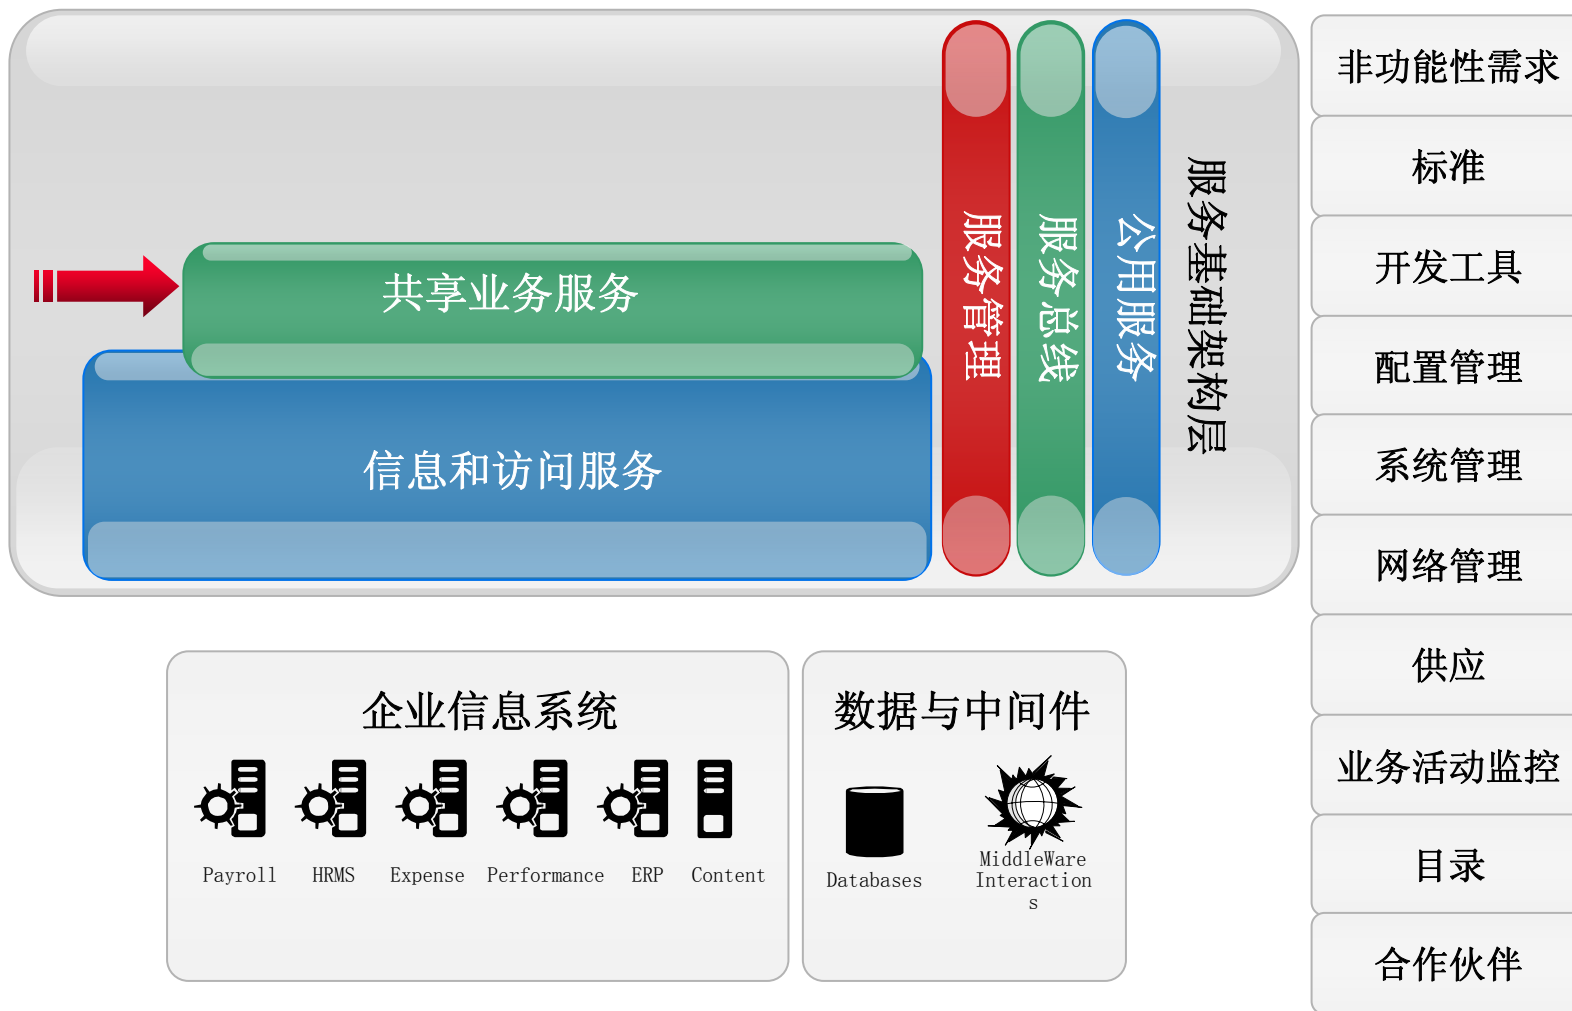 共享业务服务
信息和访问服务
服务管理
服务总线
公用服务
服务基础架构层
企业信息系统
Payroll
HRMS
Expense
Performance
ERP
Content
数据与中间件
Databases
MiddleWare
Interaction
s
非功能性需求
标准
开发工具
配置管理
系统管理
网络管理
供应
业务活动监控
目录
合作伙伴